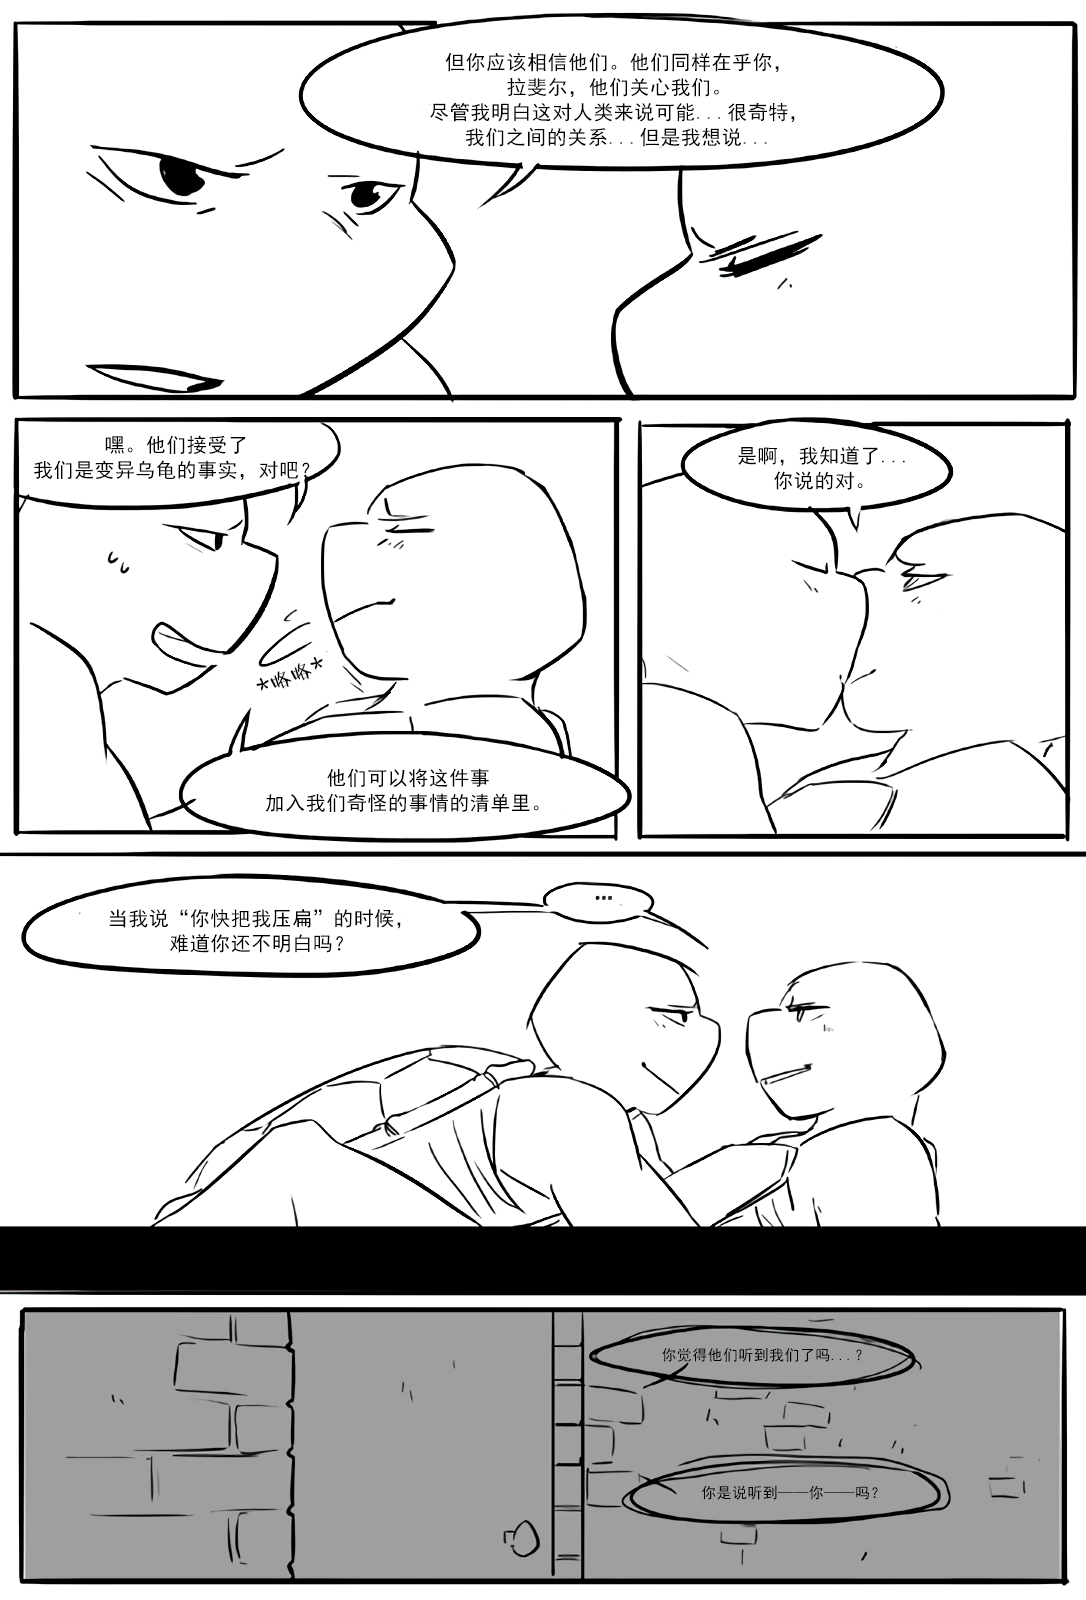 但你应该相信他们。他们同样在乎你，
拉斐尔，他们关心我们。
尽管我明白这对人类来说可能...很奇特，
我们之间的关系...但是我想说...
嘿。他们接受了
我们是变异乌龟的事实，对吧？
*咯咯*
他们可以将这件事
加入我们奇怪的事情的清单里。
是啊，我知道了...
你说的对。
...
当我说“你快把我压扁”的时候，
难道你还不明白吗？
你觉得他们听到我们了吗...？
你是说听到——你——吗？